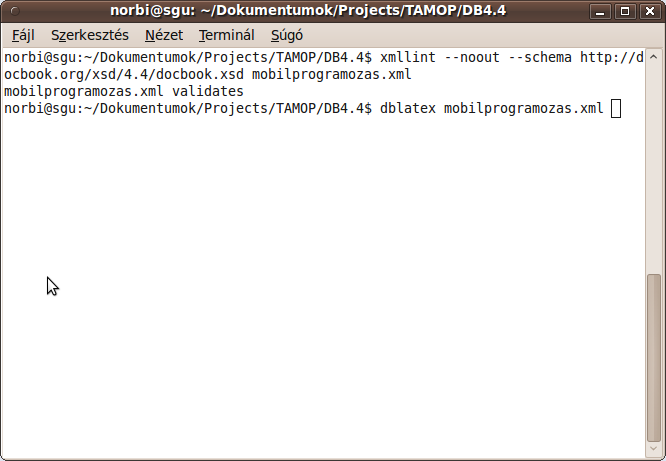 norbi@sgu: ~/Dokumentumok/Projects/TAMOP/DB4.4
Fájl Szerkesztés Nézet Terminál Súgó
norbi@sgu:~/Dokumentumok/Projects/TAMOP/DB4.4$ xmllint --noout --schema http://d
ocbook.org/xsd/4.4/docbook.xsd mobilprogramozas.xml
mobilprogramozas.xml validates
norbi@sgu:~/Dokumentumok/Projects/TAMOP/DB4.4$ dblatex mobilprogramozas.xml